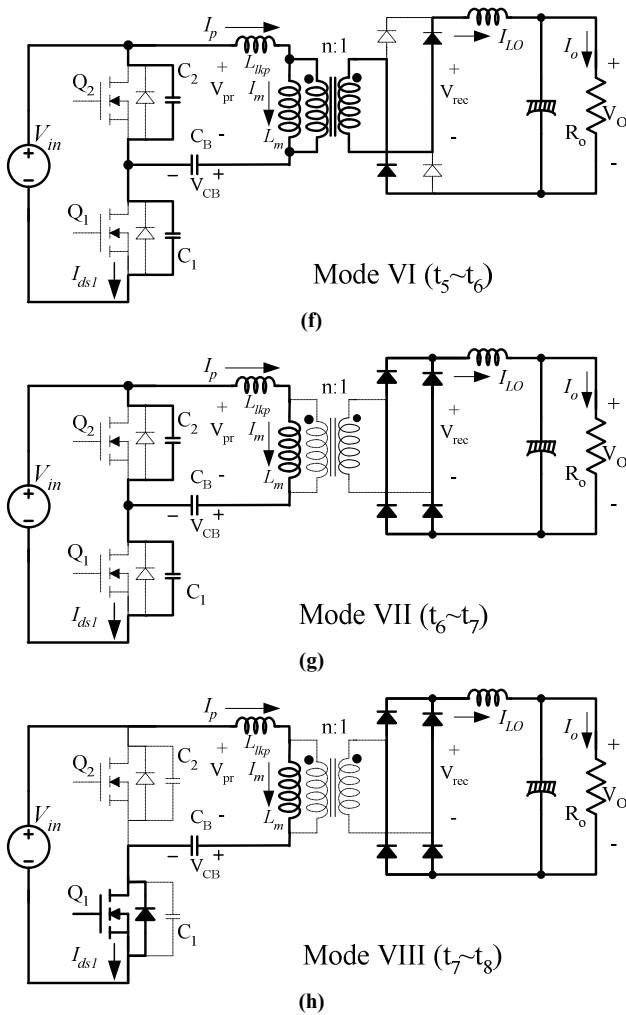 I_p
n:1
Q_2
C_2
+
V_pr
-
L_lkp
I_m
L_m
V_in
C_B
− V_CB +
Q_1
C_1
I_ds1
+
V_rec
-
I_LO
I_o
+
V_O
-
R_o
Mode VI (t_5~t_6)
(f)
I_p
n:1
Q_2
C_2
+
V_pr
-
L_lkp
I_m
L_m
V_in
C_B
− V_CB +
Q_1
C_1
I_ds1
+
V_rec
-
I_LO
I_o
+
V_O
-
R_o
Mode VII (t_6~t_7)
(g)
I_p
n:1
Q_2
C_2
+
V_pr
-
L_lkp
I_m
L_m
V_in
C_B
− V_CB +
Q_1
C_1
I_ds1
+
V_rec
-
I_LO
I_o
+
V_O
-
R_o
Mode VIII (t_7~t_8)
(h)